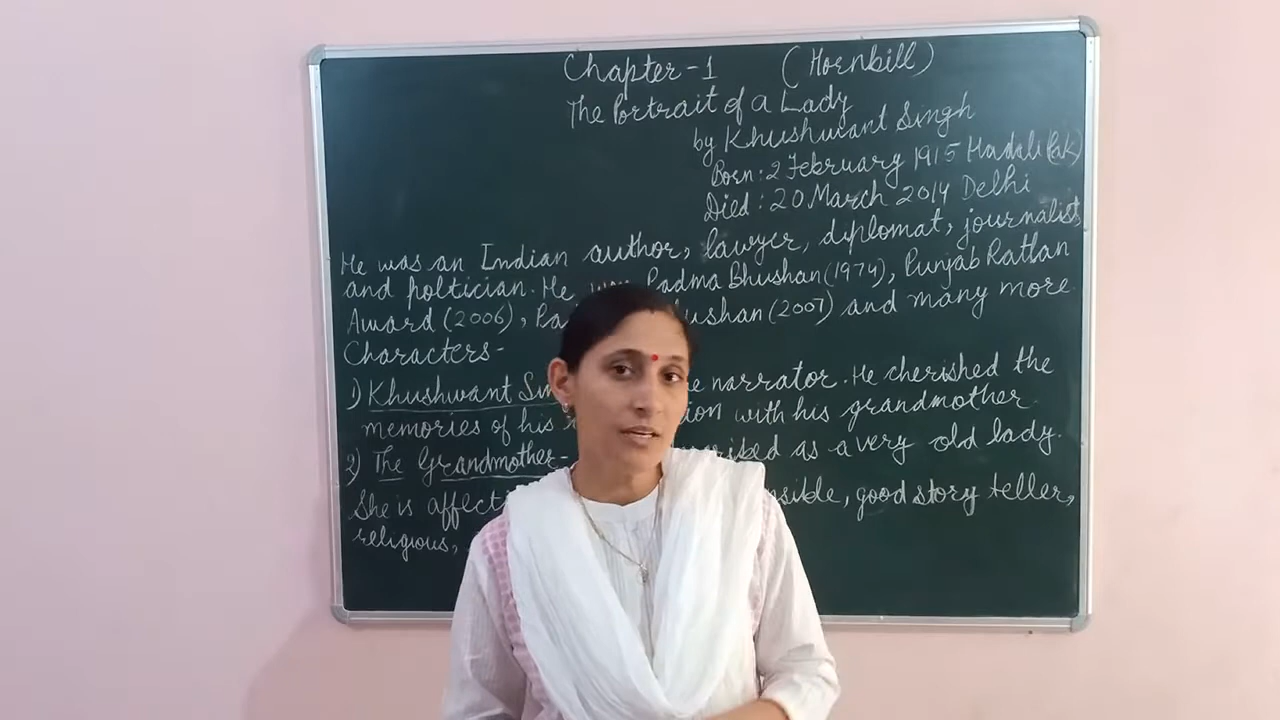 Chapter-1 (Hornbill)
The Portrait of a Lady
by Khushwant Singh
Born: 2 February 1915 Hadali (Pak)
Died: 20 March 2014 Delhi
He was an Indian author, lawyer, diplomat, journalist,
and poltician. He was Padma Bhushan (1974), Punjab Rattan
Award (2006), ushan (2007) and many more
Characters-
1) Khushwant narrator. He cherished the
memories of his with his grandmother.
2) The Grandmother- as a very old lady.
She is good story teller,
religious,